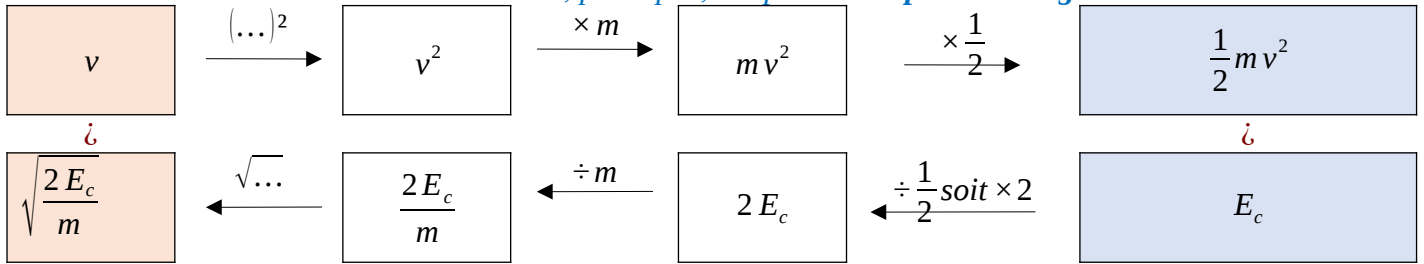 v (…)² v² × m m v² × 1/2 1/2 m v²
¿ ¿
√(2 E_c / m) √… 2 E_c / m ÷ m 2 E_c ÷ 1/2 soit × 2 E_c